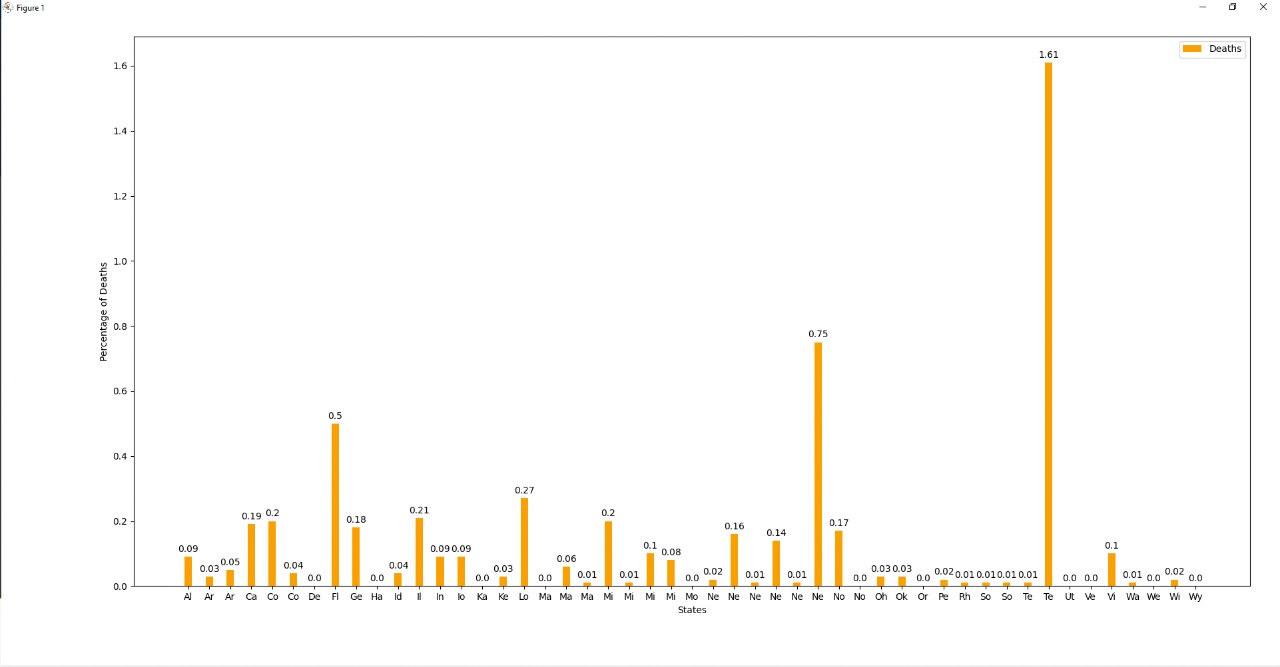 Figure 1
Deaths
1.6
1.4
1.2
1.0
0.8
0.6
0.4
0.2
0.0
Percentage of Deaths
0.09 0.03 0.05 0.19 0.2 0.04 0.0 0.5 0.18 0.0 0.04 0.21 0.09 0.09 0.0 0.03 0.27 0.0 0.06 0.01 0.2 0.01 0.1 0.08 0.0 0.02 0.16 0.01 0.14 0.01 0.75 0.17 0.0 0.03 0.03 0.0 0.02 0.01 0.01 0.01 0.01 1.61 0.0 0.0 0.1 0.01 0.0 0.02 0.0
Al Ar Ar Ca Co Co De Fl Ge Ha Id Il In Io Ka Ke Lo Ma Ma Ma Mi Mi Mi Mi Mo Ne Ne Ne Ne Ne Ne No No Oh Ok Or Pe Rh So So Te Te Ut Ve Vi Wa We Wi Wy
States